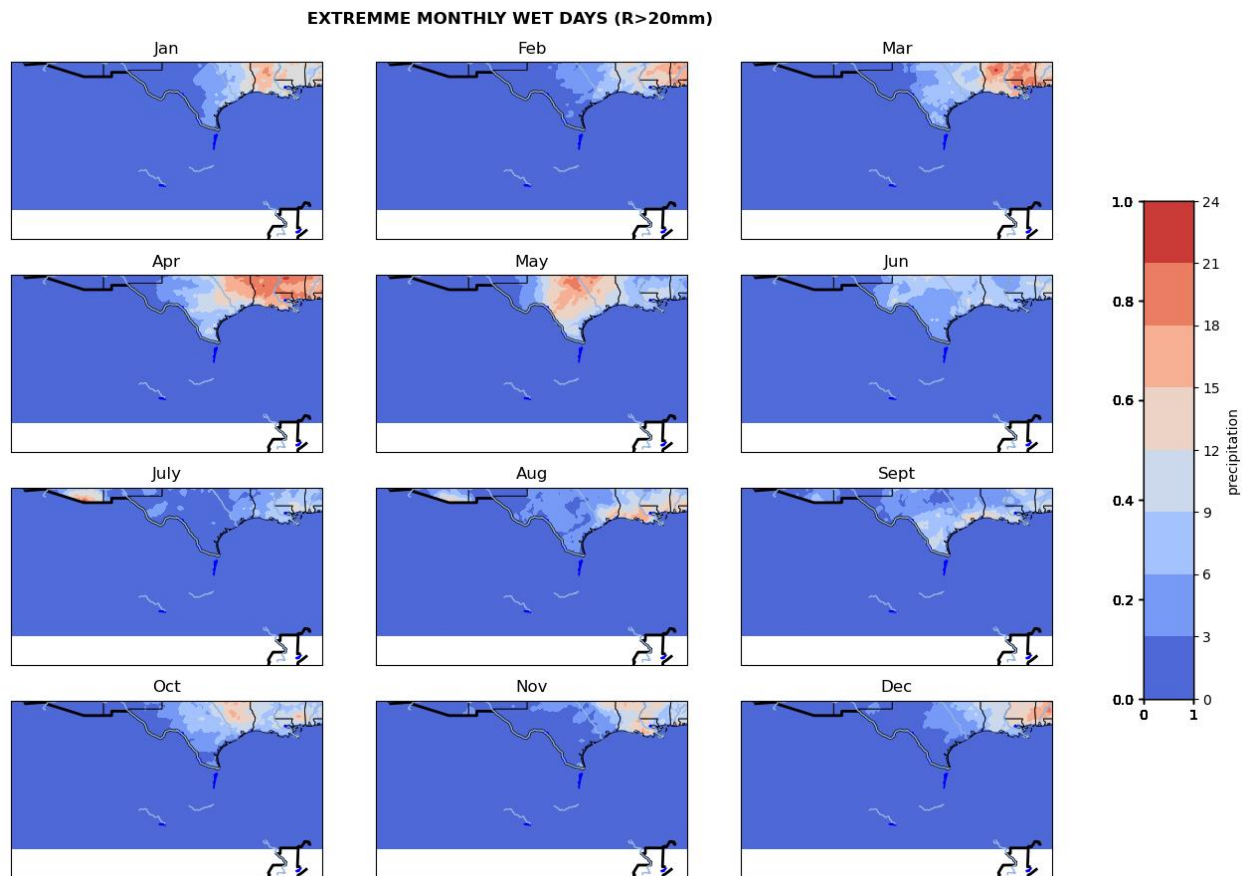 EXTREMME MONTHLY WET DAYS (R>20mm)
Jan
Feb
Mar
Apr
May
Jun
July
Aug
Sept
Oct
Nov
Dec
1.0
0.8
0.6
0.4
0.2
0.0
0
1
24
21
18
15
12
9
6
3
0
precipitation